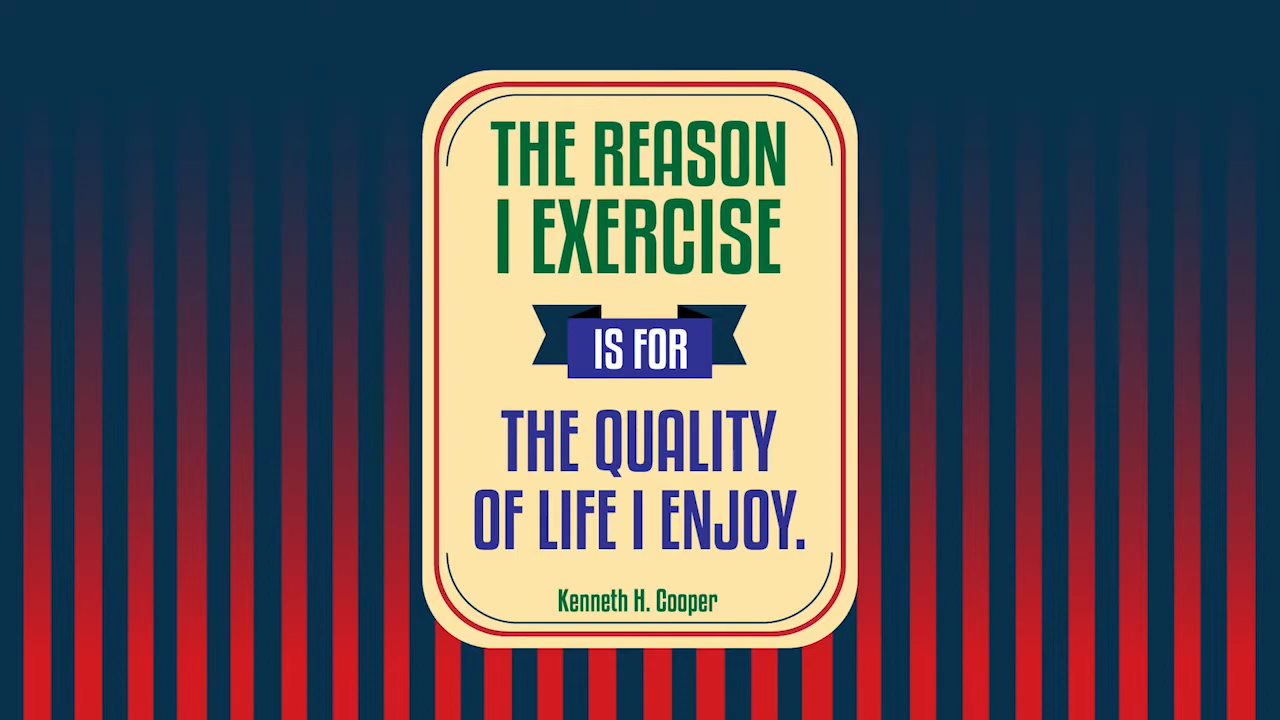 THE REASON
I EXERCISE
IS FOR
THE QUALITY
OF LIFE I ENJOY.
Kenneth H. Cooper